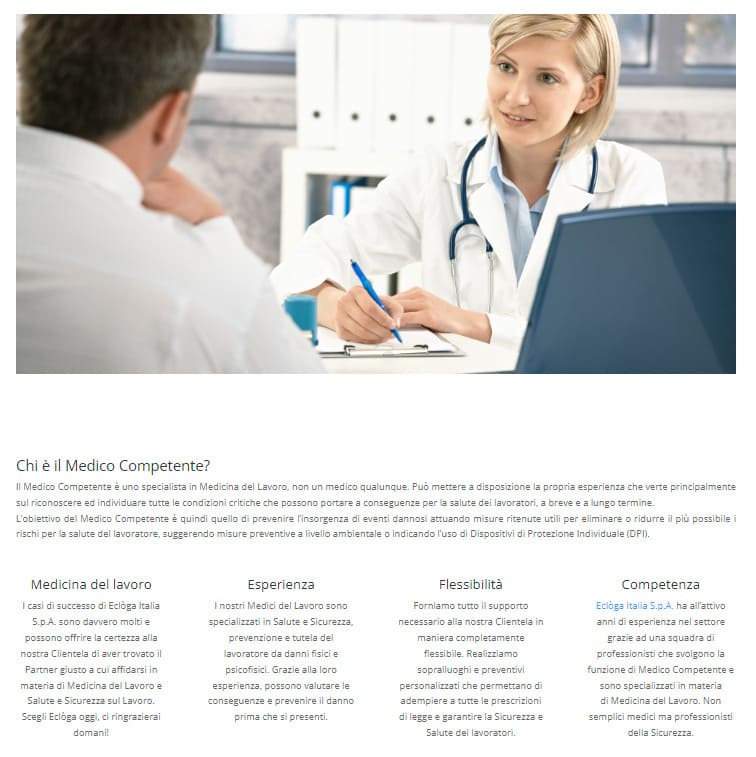 Chi è il Medico Competente?
Il Medico Competente è uno specialista in Medicina del Lavoro, non un medico qualunque. Può mettere a disposizione la propria esperienza che verte principalmente
sul riconoscere ed individuare tutte le condizioni critiche che possono portare a conseguenze per la salute dei lavoratori, a breve e a lungo termine.
L'obiettivo del Medico Competente è quindi quello di prevenire l'insorgenza di eventi dannosi attuando misure ritenute utili per eliminare o ridurre il più possibile i
rischi per la salute del lavoratore, suggerendo misure preventive a livello ambientale o indicando l'uso di Dispositivi di Protezione Individuale (DPI).
Medicina del lavoro
I casi di successo di Eclòga Italia
S.p.A. sono davvero molti e
possono offrire la certezza alla
nostra Clientela di aver trovato il
Partner giusto a cui affidarsi in
materia di Medicina del Lavoro e
Salute e Sicurezza sul Lavoro.
Scegli Eclòga oggi, ci ringrazierai
domani!
Esperienza
I nostri Medici del Lavoro sono
specializzati in Salute e Sicurezza,
prevenzione e tutela del
lavoratore da danni fisici e
psicofisici. Grazie alla loro
esperienza, possono valutare le
conseguenze e prevenire il danno
prima che si presenti.
Flessibilità
Forniamo tutto il supporto
necessario alla nostra Clientela in
maniera completamente
flessibile. Realizziamo
sopralluoghi e preventivi
personalizzati che permettano di
adempiere a tutte le prescrizioni
di legge e garantire la Sicurezza e
Salute dei lavoratori.
Competenza
Eclòga Italia S.p.A. ha all'attivo
anni di esperienza nel settore
grazie ad una squadra di
professionisti che svolgono la
funzione di Medico Competente e
sono specializzati in materia
di Medicina del Lavoro. Non
semplici medici ma professionisti
della Sicurezza.